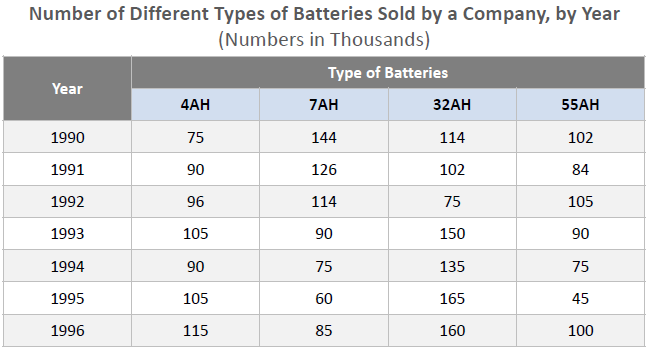 Number of Different Types of Batteries Sold by a Company, by Year
(Numbers in Thousands)
Type of Batteries
Year
4AH 7AH 32AH 55AH
1990 75 144 114 102
1991 90 126 102 84
1992 96 114 75 105
1993 105 90 150 90
1994 90 75 135 75
1995 105 60 165 45
1996 115 85 160 100